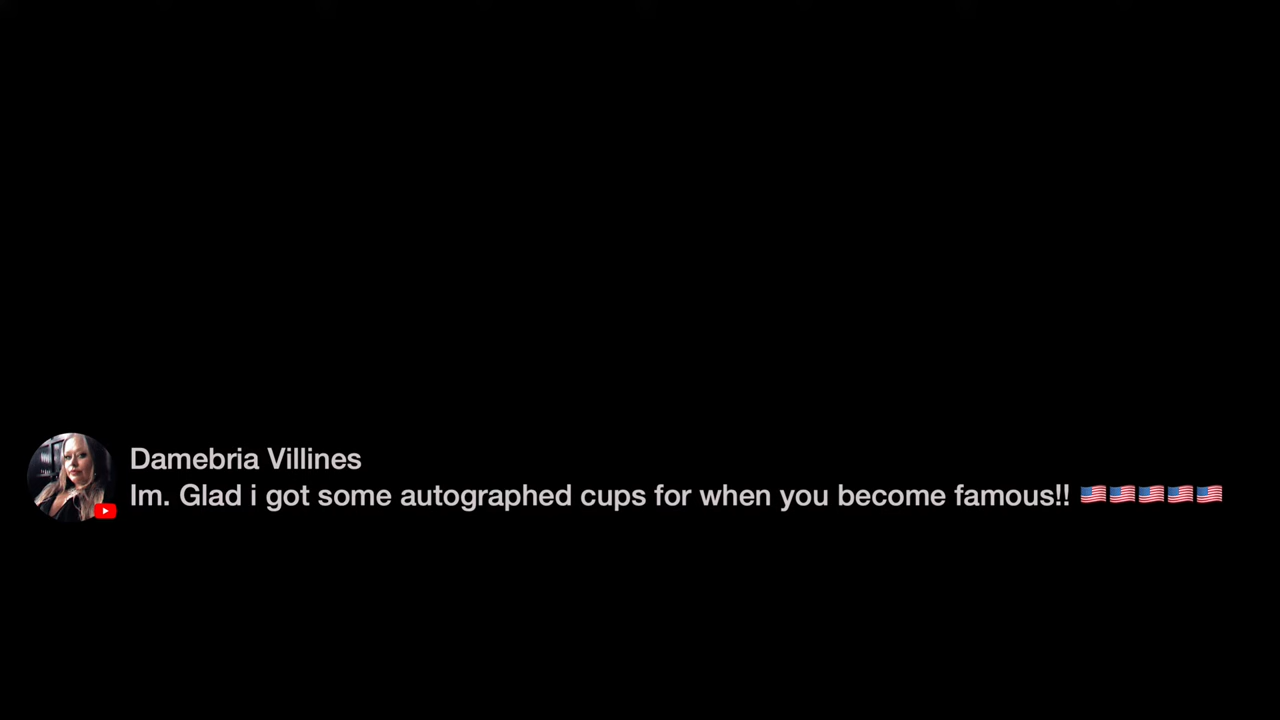 Damebria Villines
Im. Glad i got some autographed cups for when you become famous!! 🇺🇸🇺🇸🇺🇸🇺🇸🇺🇸